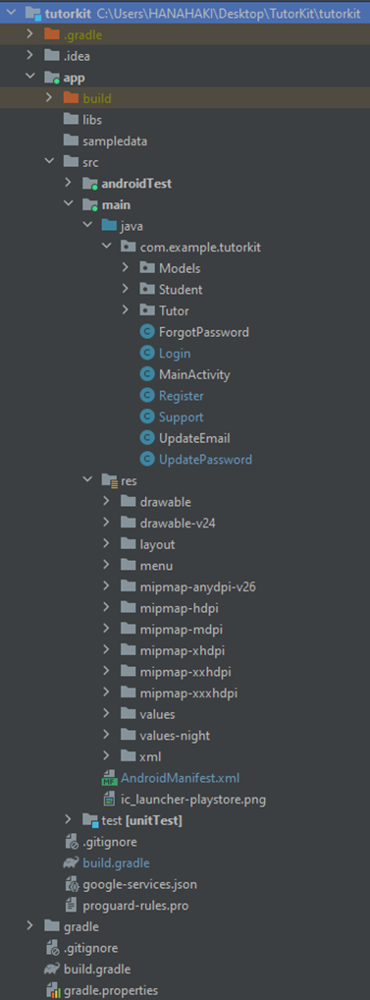 tutorkit C:\Users\HANAHAKI\Desktop\TutorKit\tutorkit
.gradle
.idea
app
build
libs
sampledata
src
androidTest
main
java
com.example.tutorkit
Models
Student
Tutor
ForgotPassword
Login
MainActivity
Register
Support
UpdateEmail
UpdatePassword
res
drawable
drawable-v24
layout
menu
mipmap-anydpi-v26
mipmap-hdpi
mipmap-mdpi
mipmap-xhdpi
mipmap-xxhdpi
mipmap-xxxhdpi
values
values-night
xml
AndroidManifest.xml
ic_launcher-playstore.png
test [unitTest]
.gitignore
build.gradle
google-services.json
proguard-rules.pro
gradle
.gitignore
build.gradle
gradle.properties